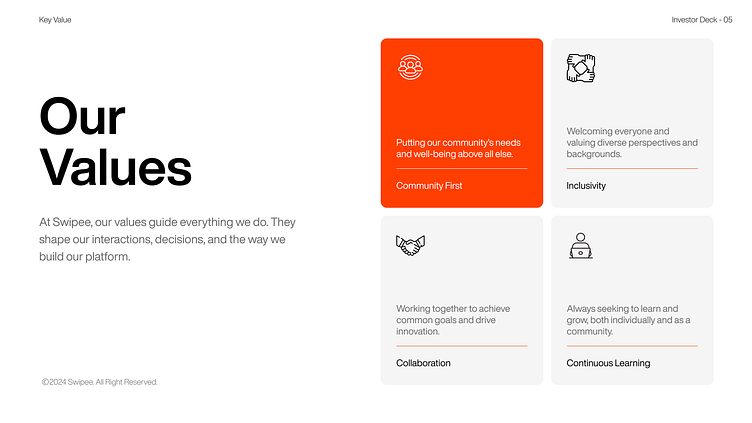 Key Value
Investor Deck - 05
Our
Values
At Swipee, our values guide everything we do. They
shape our interactions, decisions, and the way we
build our platform.
©2024 Swipee. All Right Reserved.
Putting our community's needs
and well-being above all else.
Community First
Welcoming everyone and
valuing diverse perspectives and
backgrounds.
Inclusivity
Working together to achieve
common goals and drive
innovation.
Collaboration
Always seeking to learn and
grow, both individually and as a
community.
Continuous Learning